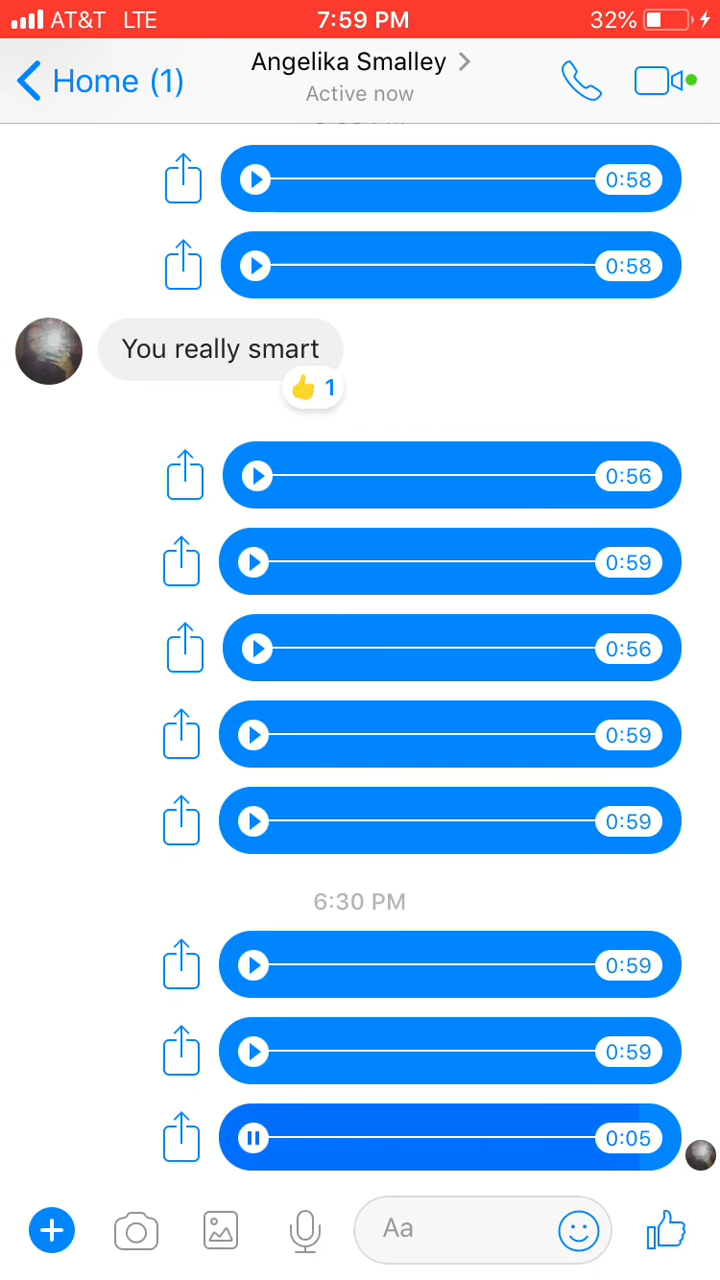 AT&T LTE 7:59 PM 32%
Home (1) Angelika Smalley
Active now
0:58
0:58
You really smart
1
0:56
0:59
0:56
0:59
0:59
6:30 PM
0:59
0:59
0:05
Aa